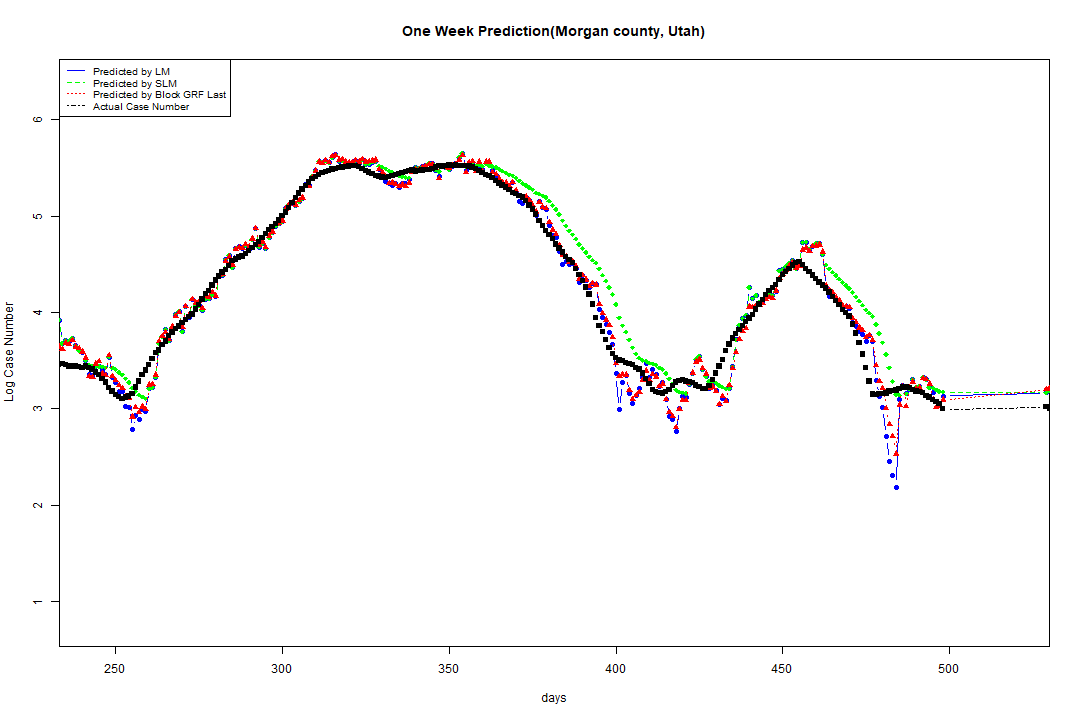 One Week Prediction(Morgan county, Utah)
Predicted by LM
Predicted by SLM
Predicted by Block GRF Last
Actual Case Number
6
5
4
3
2
1
Log Case Number
250 300 350 400 450 500
days